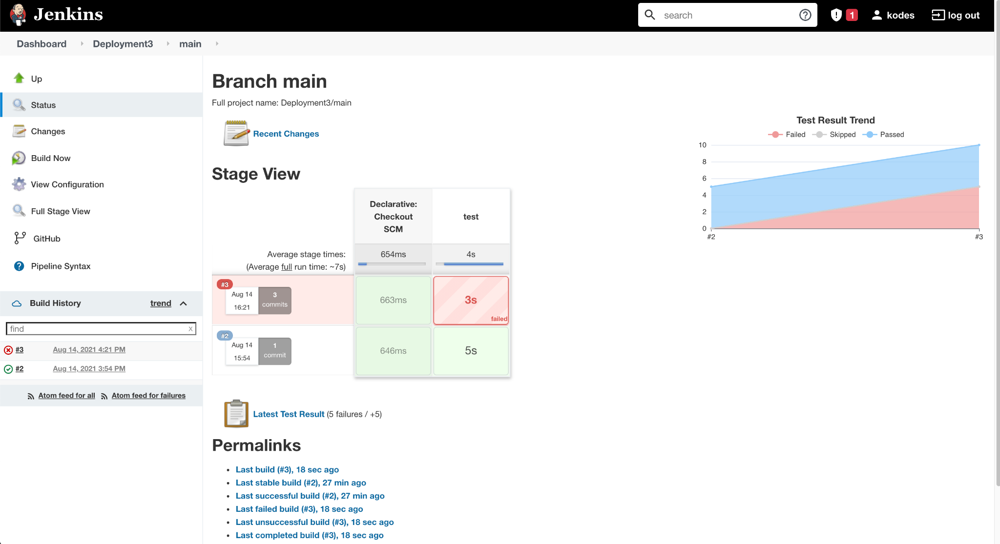 Jenkins
search
1
kodes
log out
Dashboard
Deployment3
main
Up
Status
Changes
Build Now
View Configuration
Full Stage View
GitHub
Pipeline Syntax
Build History
trend
find
x
#3 Aug 14, 2021 4:21 PM
#2 Aug 14, 2021 3:54 PM
Atom feed for all
Atom feed for failures
Branch main
Full project name: Deployment3/main
Recent Changes
Stage View
Declarative:
Checkout
SCM
test
Average stage times:
(Average full run time: ~7s)
654ms
4s
#3
Aug 14
16:21
3
commits
663ms
3s
failed
#2
Aug 14
15:54
1
commit
646ms
5s
Latest Test Result (5 failures / +5)
Permalinks
Last build (#3), 18 sec ago
Last stable build (#2), 27 min ago
Last successful build (#2), 27 min ago
Last failed build (#3), 18 sec ago
Last unsuccessful build (#3), 18 sec ago
Last completed build (#3), 18 sec ago
Test Result Trend
Failed Skipped Passed
10
8
6
4
2
0
#2 #3